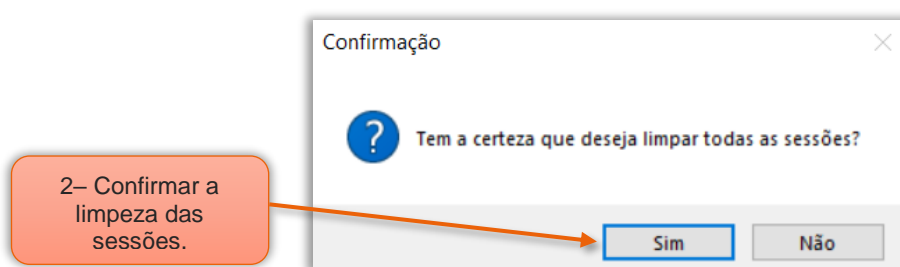 Confirmação
Tem a certeza que deseja limpar todas as sessões?
2– Confirmar a
limpeza das
sessões.
Sim
Não